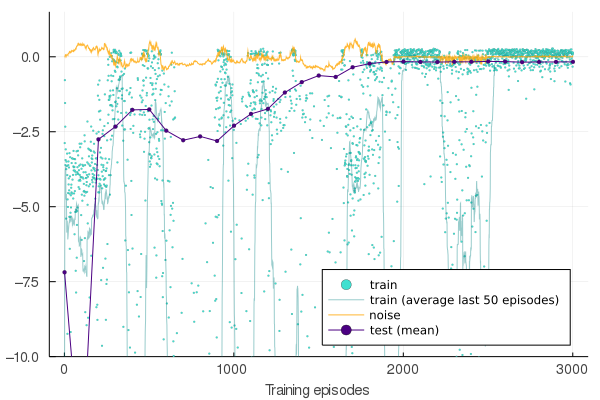 0.0
−2.5
−5.0
−7.5
−10.0
0
1000
2000
3000
Training episodes
train
train (average last 50 episodes)
noise
test (mean)